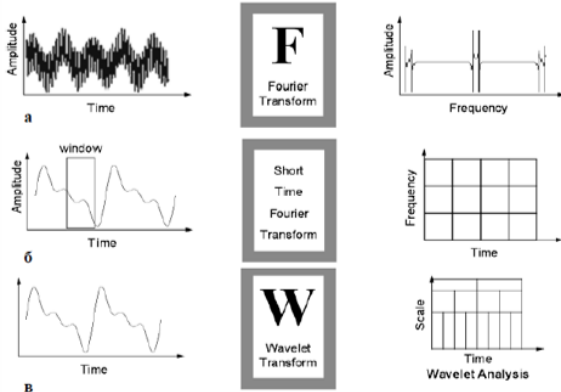 Amplitude
Time
а
F
Fourier
Transform
Amplitude
Frequency
window
Amplitude
Time
б
Short
Time
Fourier
Transform
Frequency
Time
в
W
Wavelet
Transform
Scale
Time
Wavelet Analysis